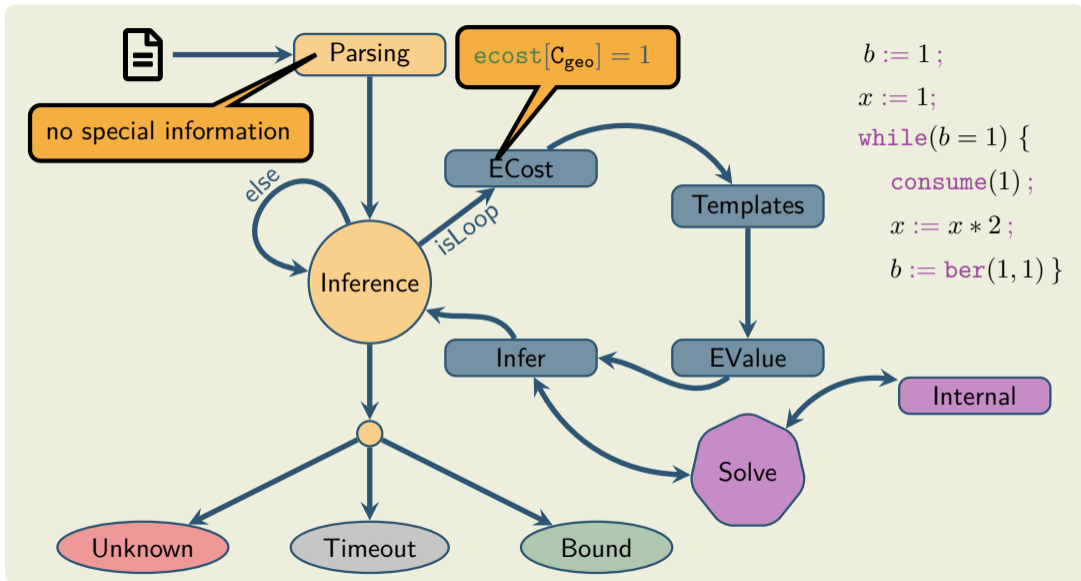 Parsing
ecost[C_geo] = 1
no special information
b := 1 ;
x := 1;
while(b = 1) {
consume(1) ;
x := x * 2 ;
b := ber(1, 1) }
ECost
else
isLoop
Templates
Inference
Infer
EValue
Internal
Solve
Unknown
Timeout
Bound